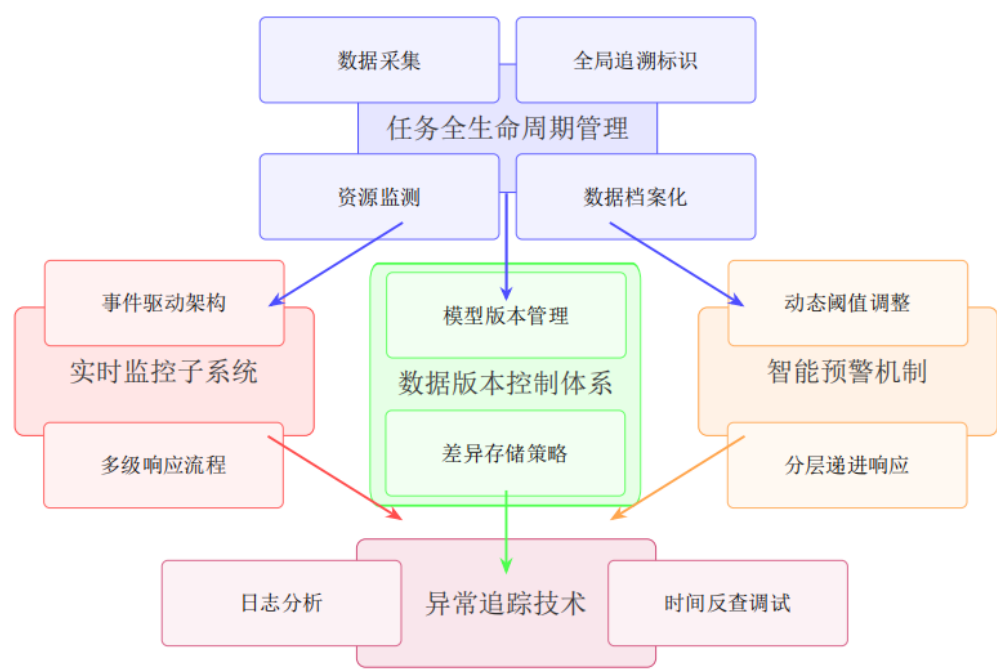 数据采集
全局追溯标识
任务全生命周期管理
资源监测
数据档案化
事件驱动架构
模型版本管理
动态阈值调整
实时监控子系统
数据版本控制体系
智能预警机制
多级响应流程
差异存储策略
分层递进响应
日志分析
异常追踪技术
时间反查调试